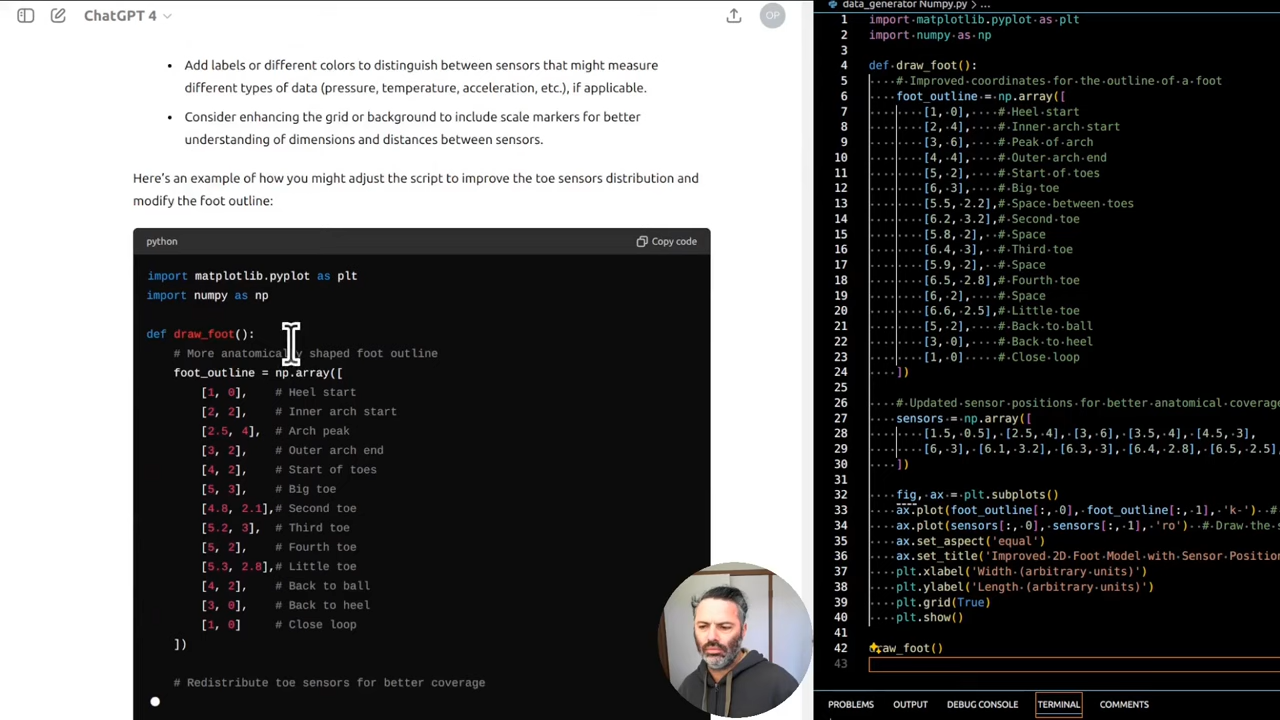 ChatGPT 4
OP
Add labels or different colors to distinguish between sensors that might measure
different types of data (pressure, temperature, acceleration, etc.), if applicable.
Consider enhancing the grid or background to include scale markers for better
understanding of dimensions and distances between sensors.
Here's an example of how you might adjust the script to improve the toe sensors distribution and
modify the foot outline:
python
Copy code
import matplotlib.pyplot as plt
import numpy as np
def draw_foot():
# More anatomically shaped foot outline
foot_outline = np.array([
[1, 0], # Heel start
[2, 2], # Inner arch start
[2.5, 4], # Arch peak
[3, 2], # Outer arch end
[4, 2], # Start of toes
[5, 3], # Big toe
[4.8, 2.1],# Second toe
[5.2, 3], # Third toe
[5, 2], # Fourth toe
[5.3, 2.8],# Little toe
[4, 2], # Back to ball
[3, 0], # Back to heel
[1, 0] # Close loop
])
# Redistribute toe sensors for better coverage
data_generator Numpy.py > ...
1 import matplotlib.pyplot as plt
2 import numpy as np
3
4 def draw_foot():
5 # Improved coordinates for the outline of a foot
6 foot_outline = np.array([
7 [1, 0], # Heel start
8 [2, 4], # Inner arch start
9 [3, 6], # Peak of arch
10 [4, 4], # Outer arch end
11 [5, 2], # Start of toes
12 [6, 3], # Big toe
13 [5.5, 2.2],# Space between toes
14 [6.2, 3.2],# Second toe
15 [5.8, 2], # Space
16 [6.4, 3], # Third toe
17 [5.9, 2], # Space
18 [6.5, 2.8],# Fourth toe
19 [6, 2], # Space
20 [6.6, 2.5],# Little toe
21 [5, 2], # Back to ball
22 [3, 0], # Back to heel
23 [1, 0] # Close loop
24 ])
25
26 # Updated sensor positions for better anatomical coverage
27 sensors = np.array([
28 [1.5, 0.5], [2.5, 4], [3, 6], [3.5, 4], [4.5, 3],
29 [6, 3], [6.1, 3.2], [6.3, 3], [6.4, 2.8], [6.5, 2.5],
30 ])
31
32 fig, ax = plt.subplots()
33 ax.plot(foot_outline[:, 0], foot_outline[:, 1], 'k-') #
34 ax.plot(sensors[:, 0], sensors[:, 1], 'ro') # Draw the s
35 ax.set_aspect('equal')
36 ax.set_title('Improved 2D Foot Model with Sensor Position
37 plt.xlabel('Width (arbitrary units)')
38 plt.ylabel('Length (arbitrary units)')
39 plt.grid(True)
40 plt.show()
41
42 draw_foot()
43
PROBLEMS OUTPUT DEBUG CONSOLE TERMINAL COMMENTS